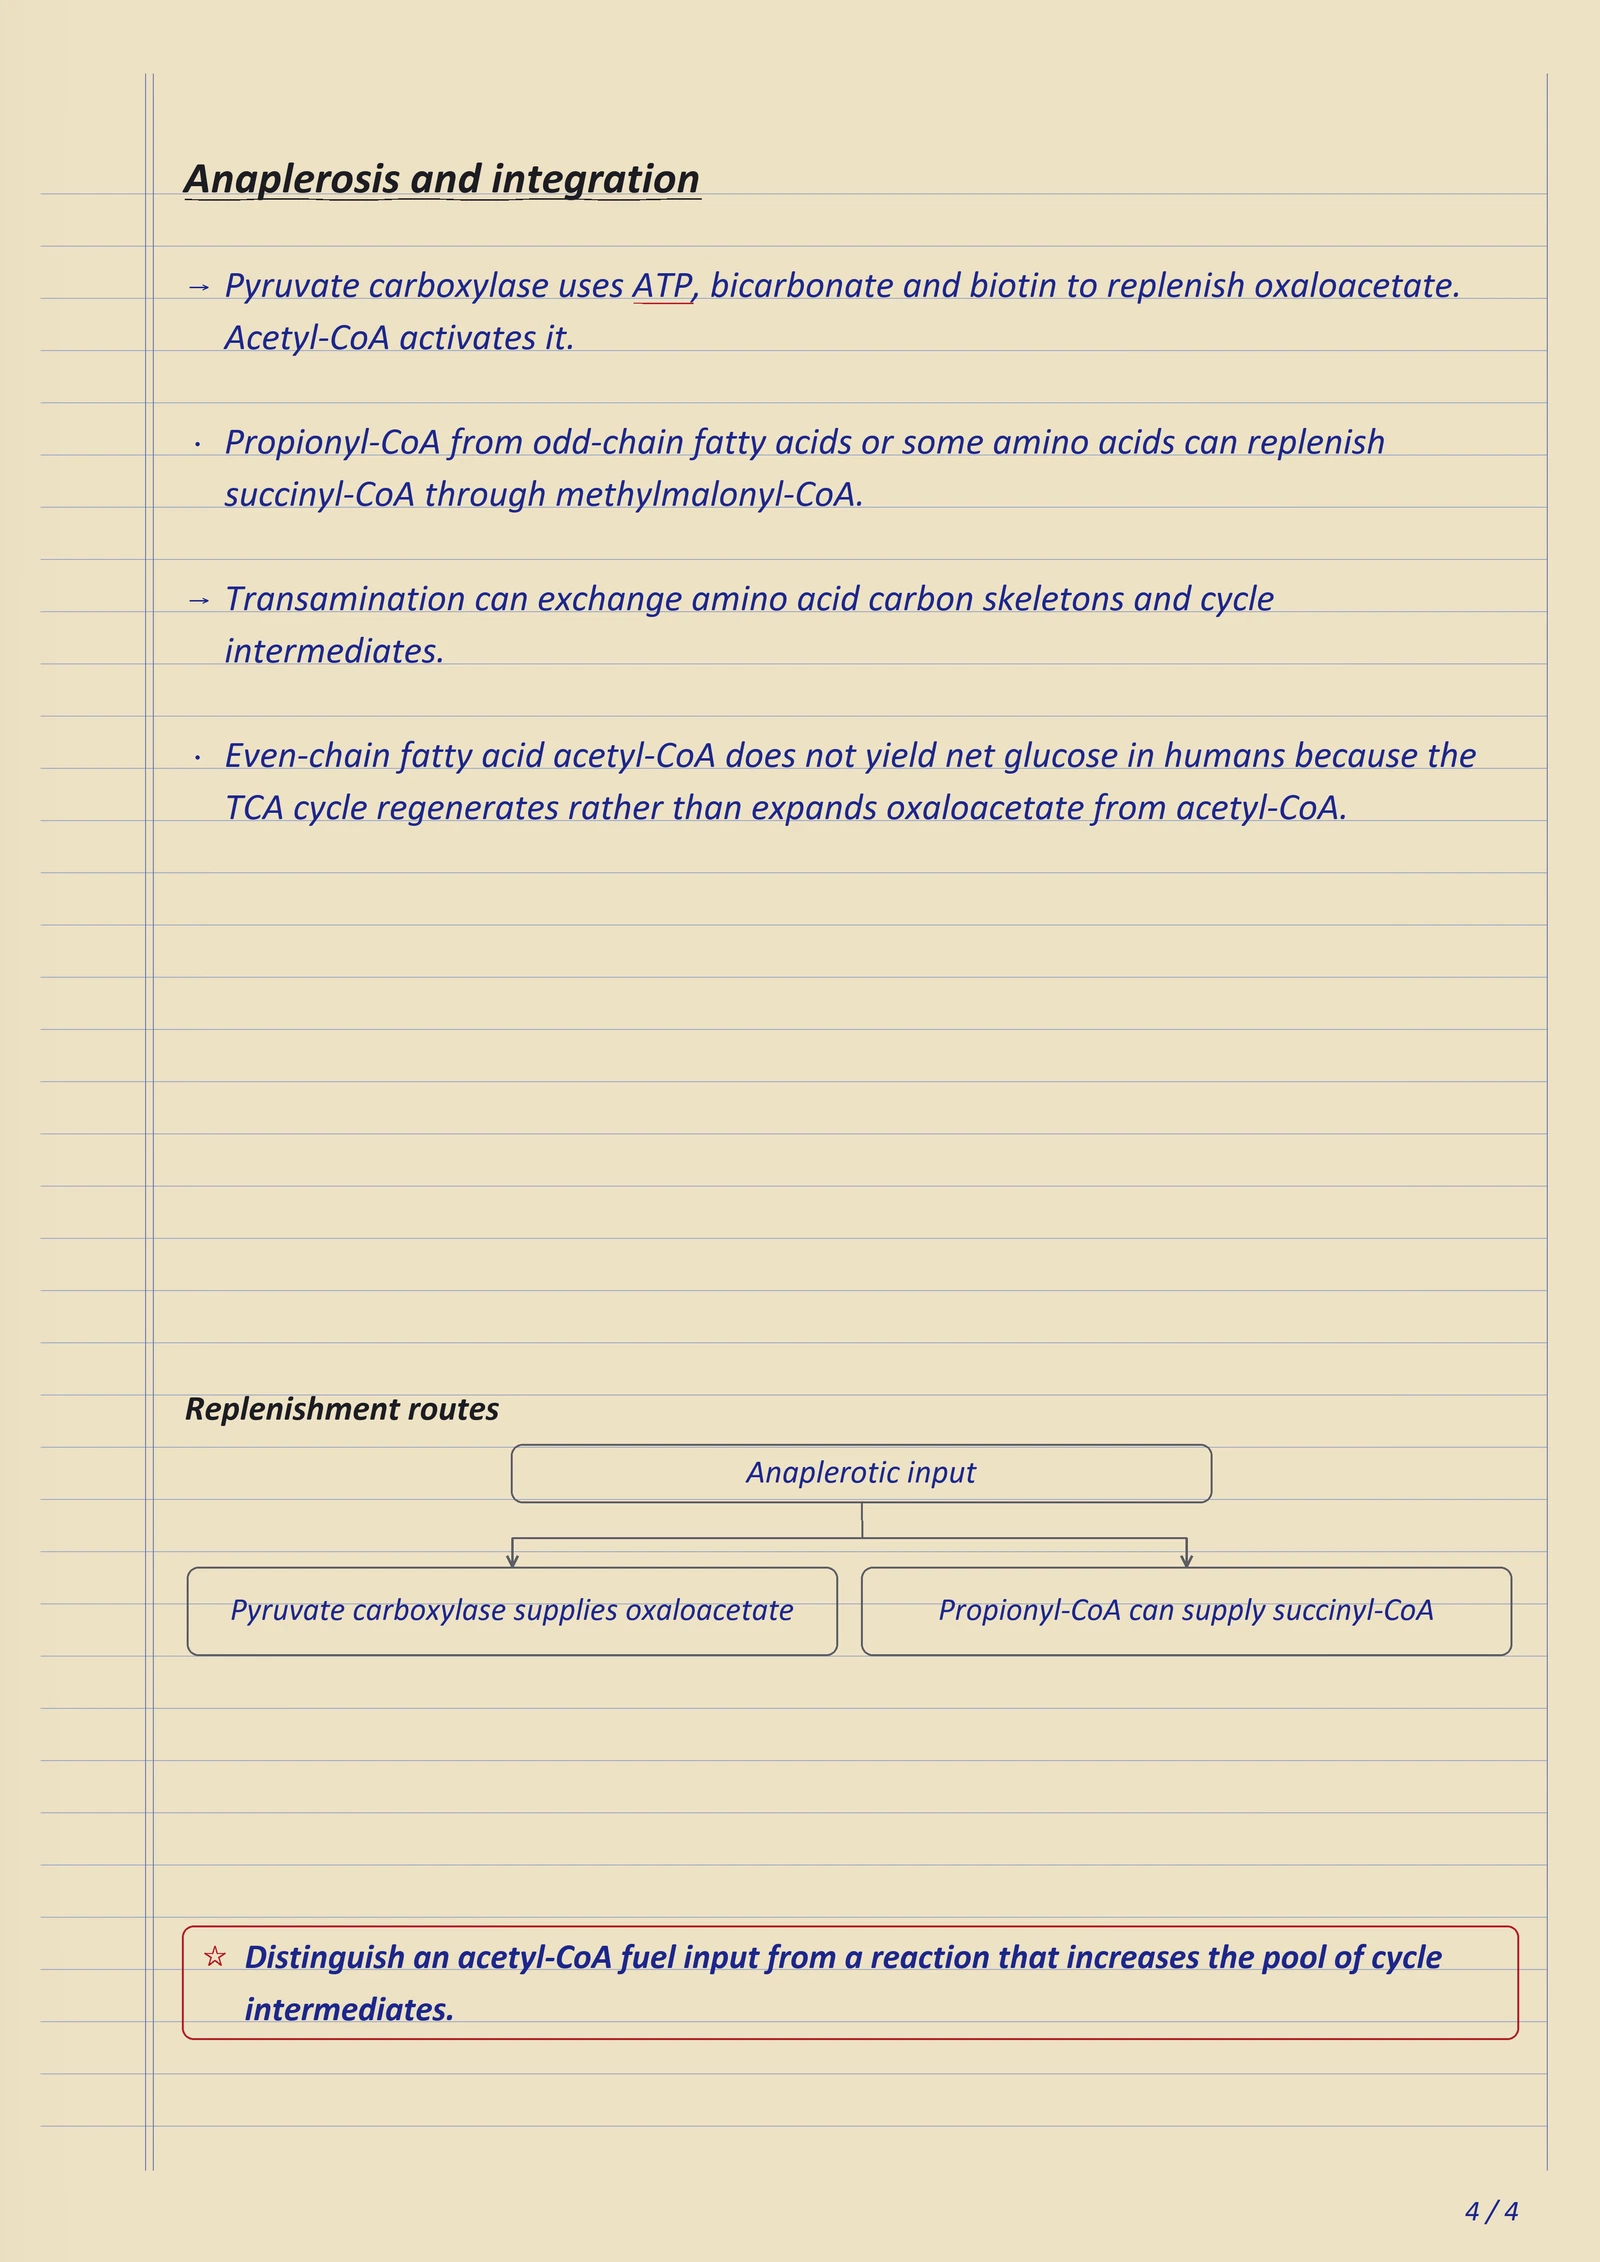 Anaplerosis and integration
→ Pyruvate carboxylase uses ATP, bicarbonate and biotin to replenish oxaloacetate.
Acetyl-CoA activates it.
· Propionyl-CoA from odd-chain fatty acids or some amino acids can replenish
succinyl-CoA through methylmalonyl-CoA.
→ Transamination can exchange amino acid carbon skeletons and cycle
intermediates.
· Even-chain fatty acid acetyl-CoA does not yield net glucose in humans because the
TCA cycle regenerates rather than expands oxaloacetate from acetyl-CoA.
Replenishment routes
Anaplerotic input
Pyruvate carboxylase supplies oxaloacetate
Propionyl-CoA can supply succinyl-CoA
☆ Distinguish an acetyl-CoA fuel input from a reaction that increases the pool of cycle
intermediates.
4 / 4